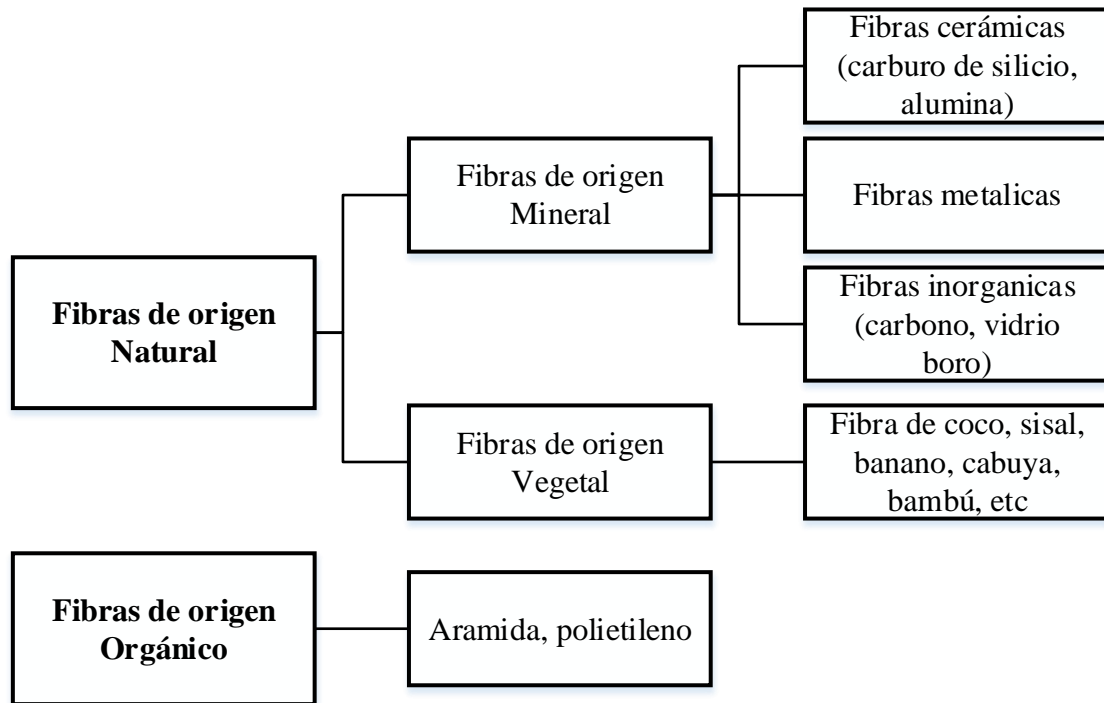 Fibras cerámicas
(carburo de silicio,
alumina)
Fibras de origen
Mineral
Fibras metalicas
Fibras inorganicas
(carbono, vidrio
boro)
Fibras de origen
Natural
Fibras de origen
Vegetal
Fibra de coco, sisal,
banano, cabuya,
bambú, etc
Fibras de origen
Orgánico
Aramida, polietileno